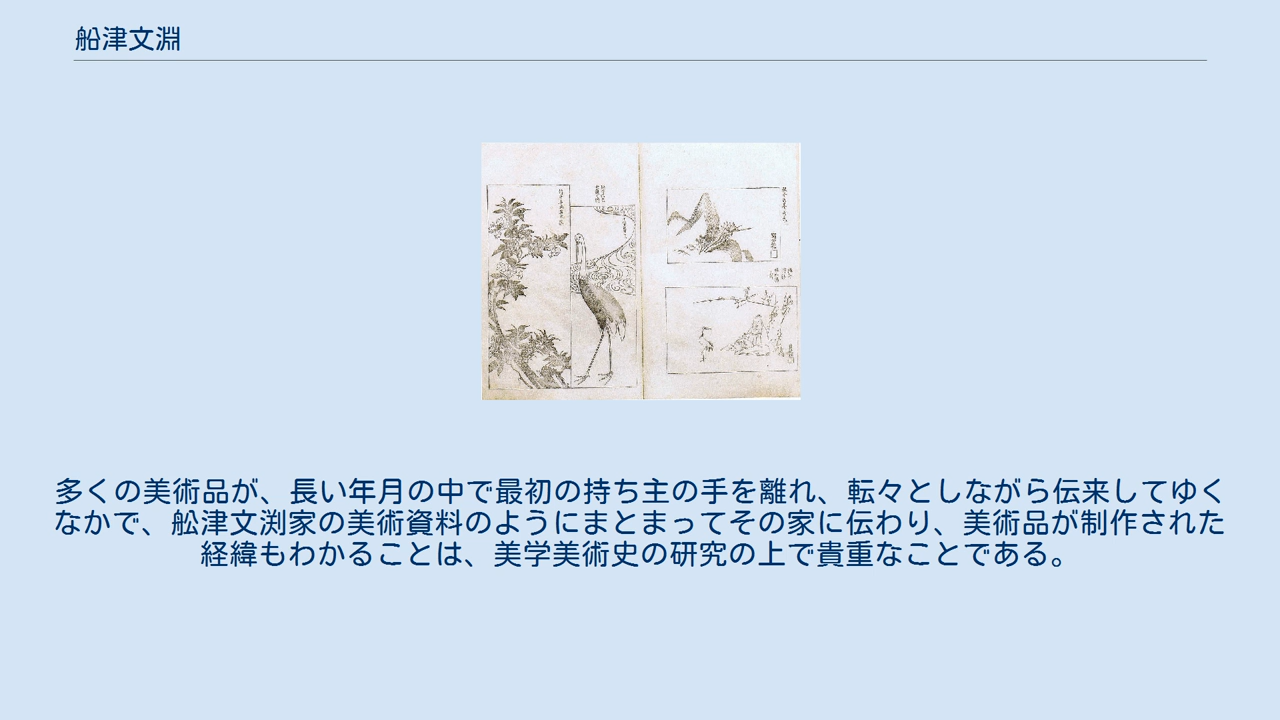 船津文淵
多くの美術品が、長い年月の中で最初の持ち主の手を離れ、転々としながら伝来してゆく
なかで、舩津文渕家の美術資料のようにまとまってその家に伝わり、美術品が制作された
経緯もわかることは、美学美術史の研究の上で貴重なことである。